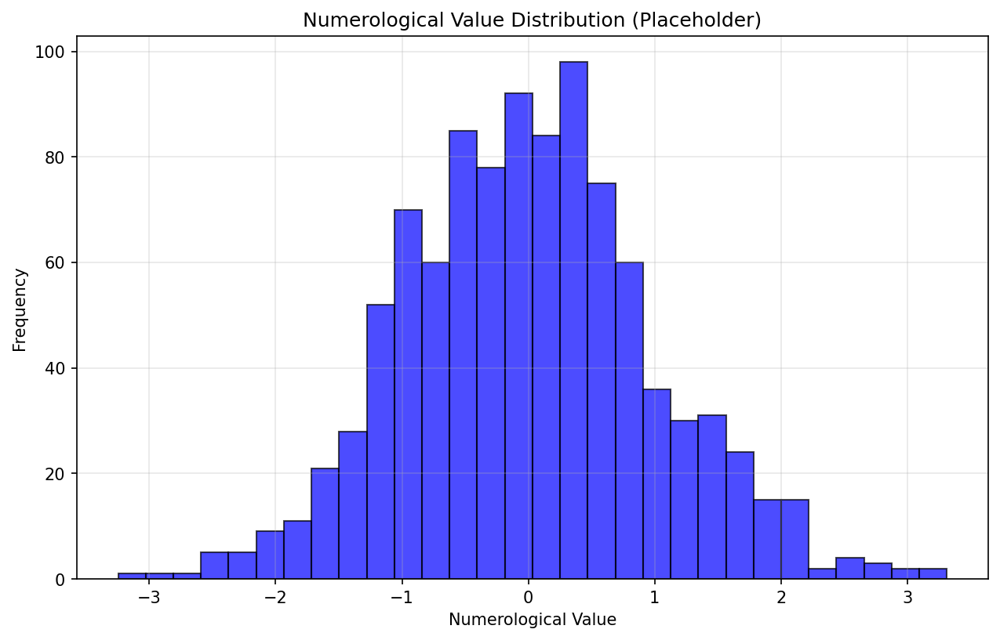 Numerological Value Distribution (Placeholder)
100
80
60
40
20
0
Frequency
−3 −2 −1 0 1 2 3
Numerological Value